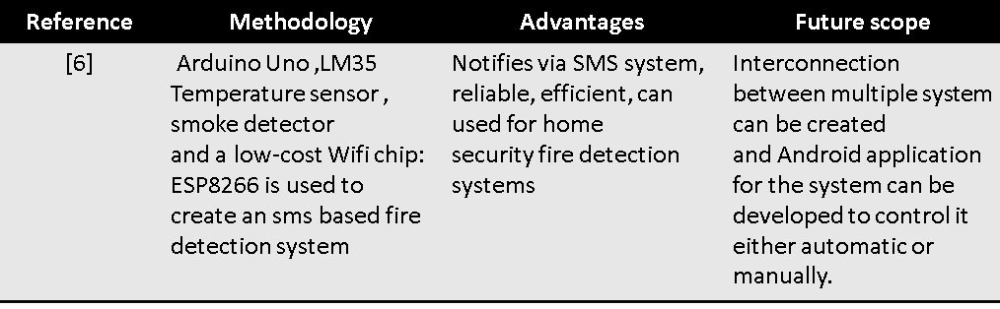 Reference Methodology Advantages Future scope
[6]
Arduino Uno ,LM35
Temperature sensor ,
smoke detector
and a low-cost Wifi chip:
ESP8266 is used to
create an sms based fire
detection system
Notifies via SMS system,
reliable, efficient, can
used for home
security fire detection
systems
Interconnection
between multiple system
can be created
and Android application
for the system can be
developed to control it
either automatic or
manually.